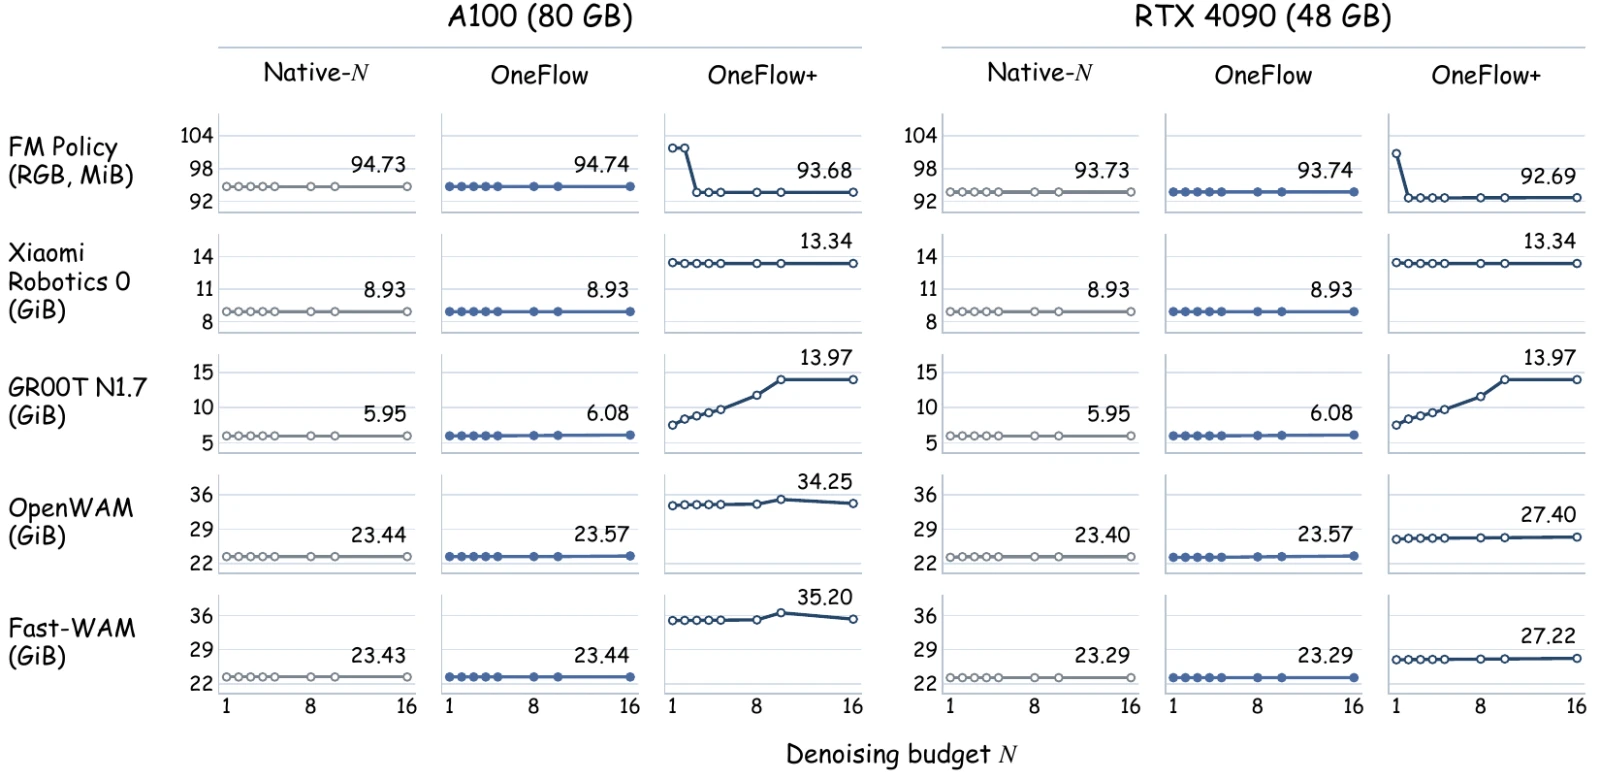 A100 (80 GB) RTX 4090 (48 GB)
Native-N OneFlow OneFlow+ Native-N OneFlow OneFlow+
FM Policy
(RGB, MiB)
104 98 92
94.73
94.74
93.68
104 98 92
93.73
93.74
92.69
Xiaomi
Robotics 0
(GiB)
14 11 8
8.93
8.93
13.34
14 11 8
8.93
8.93
13.34
GR00T N1.7
(GiB)
15 10 5
5.95
6.08
13.97
15 10 5
5.95
6.08
13.97
OpenWAM
(GiB)
36 29 22
23.44
23.57
34.25
36 29 22
23.40
23.57
27.40
Fast-WAM
(GiB)
36 29 22
23.43
23.44
35.20
36 29 22
23.29
23.29
27.22
1 8 16 1 8 16 1 8 16 1 8 16 1 8 16 1 8 16
Denoising budget N